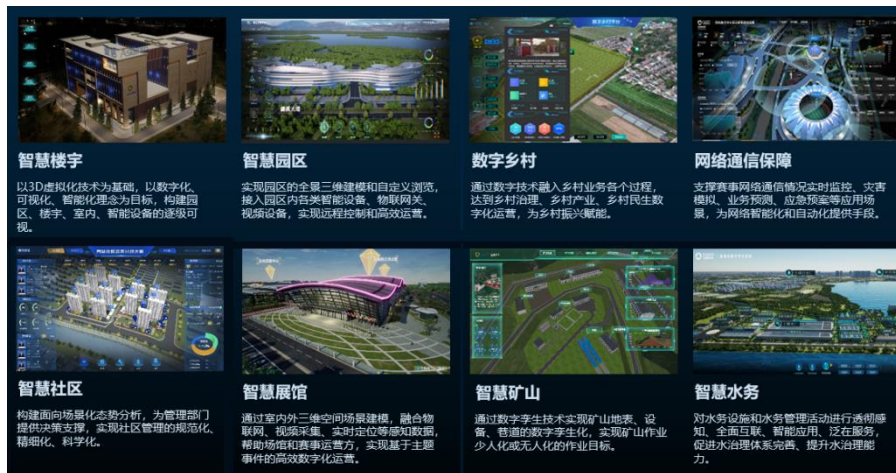 智慧楼宇
以3D虚拟化技术为基础，以数字化、
可视化、智能化理念为目标，构建园
区、楼宇、室内、智能设备的逐级可
视。
智慧园区
实现园区的全景三维建模和自定义浏览，
接入园区内各类智能设备、物联网关、
视频设备，实现远程控制和高效运营。
数字乡村
通过数字技术融入乡村业务各个过程，
达到乡村治理、乡村产业、乡村民生数
字化运营，为乡村振兴赋能。
网络通信保障
支撑赛事网络通信情况实时监控、灾害
模拟、业务预测、应急预案等应用场
景，为网络智能化和自动化提供手段。
智慧社区
构建面向场景化态势分析，为管理部门
提供决策支撑，实现社区管理的规范化、
精细化、科学化。
智慧展馆
通过室内外三维空间场景建模，融合物
联网、视频采集、实时定位等感知数据，
帮助场馆和赛事运营方，实现基于主题
事件的高效数字化运营。
智慧矿山
通过数字孪生技术实现矿山地表、设
备、巷道的数字孪生化，实现矿山作业
少人化或无人化的作业目标。
智慧水务
对水务设施和水务管理活动进行透彻感
知、全面互联、智能应用、泛在服务，
促进水治理体系完善、提升水治理能
力。